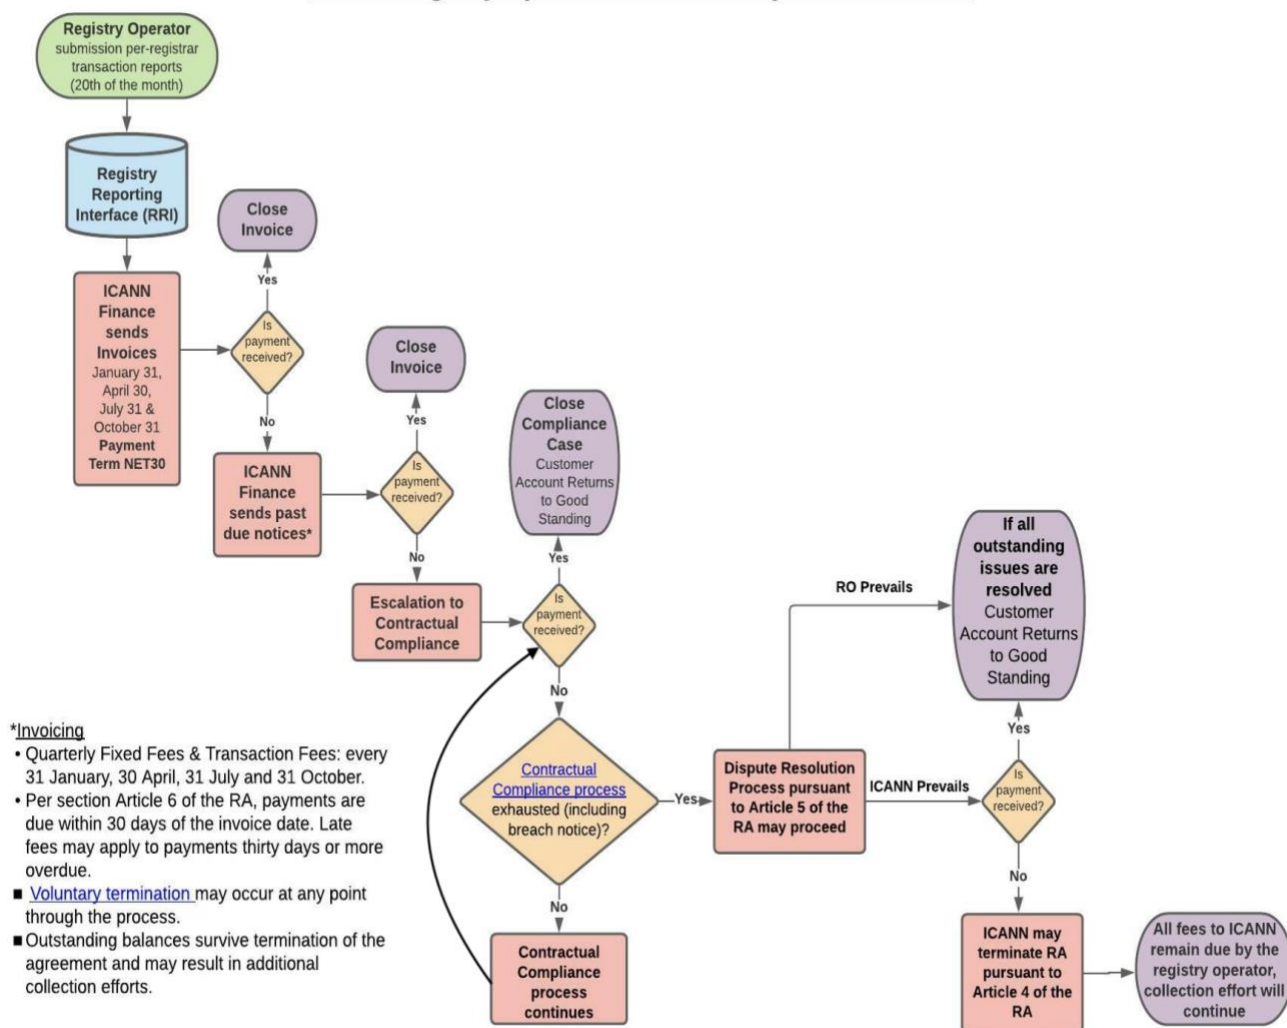 Registry Operator
submission per-registrar
transaction reports
(20th of the month)
Registry
Reporting
Interface (RRI)
Close
Invoice
Yes
ICANN
Finance
sends
Invoices
January 31,
April 30,
July 31 &
October 31
Payment
Term NET30
Is
payment
received?
No
Close
Invoice
Yes
ICANN
Finance
sends past
due notices*
Is
payment
received?
No
Close
Compliance
Case
Customer
Account Returns
to Good
Standing
Yes
Escalation to
Contractual
Compliance
Is
payment
received?
No
Contractual
Compliance process
exhausted (including
breach notice)?
Yes
No
Contractual
Compliance
process
continues
Dispute Resolution
Process pursuant
to Article 5 of the
RA may proceed
RO Prevails
ICANN Prevails
If all
outstanding
issues are
resolved
Customer
Account Returns
to Good
Standing
Yes
Is
payment
received?
No
ICANN may
terminate RA
pursuant to
Article 4 of the
RA
All fees to ICANN
remain due by the
registry operator,
collection effort will
continue
*Invoicing
• Quarterly Fixed Fees & Transaction Fees: every
31 January, 30 April, 31 July and 31 October.
• Per section Article 6 of the RA, payments are
due within 30 days of the invoice date. Late
fees may apply to payments thirty days or more
overdue.
■ Voluntary termination may occur at any point
through the process.
■ Outstanding balances survive termination of the
agreement and may result in additional
collection efforts.